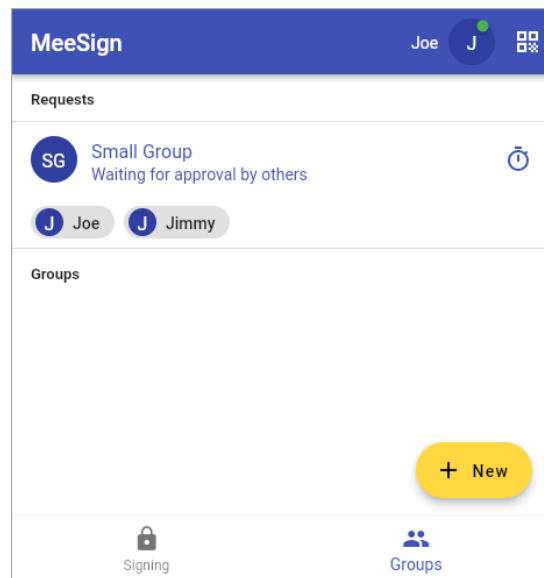 MeeSign
Joe J
Requests
SG
Small Group
Waiting for approval by others
J Joe J Jimmy
Groups
+ New
Signing Groups